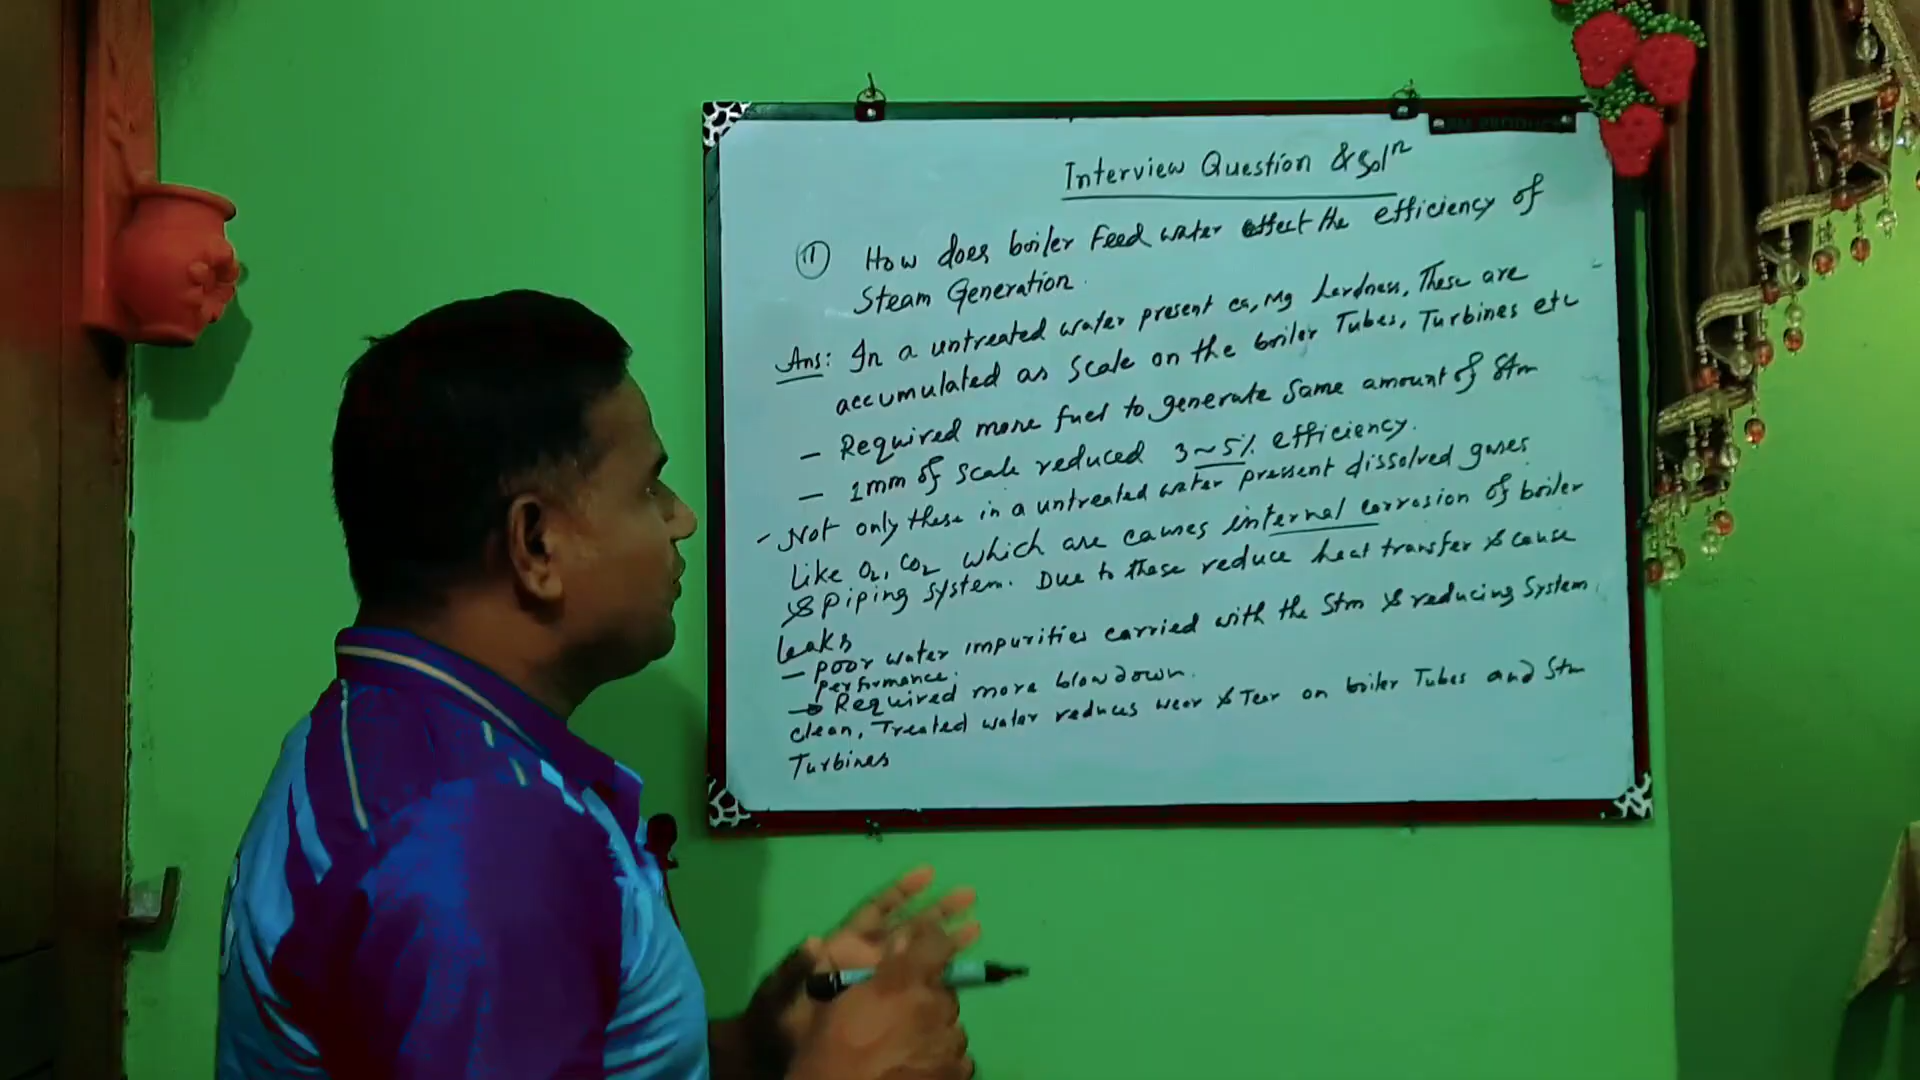 Interview Question & Solⁿ
11 How does boiler Feed water effect the efficiency of
Steam Generation.
Ans: In a untreated water present ca, Mg hardness, These are
accumulated as Scale on the boiler Tubes, Turbines etc
- Required more fuel to generate Same amount of Stm
- 1mm of scale reduced 3~5% efficiency.
- Not only these in a untreated water present dissolved gases
Like O₂, CO₂ which are causes internal corrosion of boiler
& Piping system. Due to these reduce heat transfer & cause
Leaks
- poor water impurities carried with the Stm & reducing System
performance.
→ Required more blowdown.
clean, Treated water reduces wear & Tear on boiler Tubes and Stm
Turbines